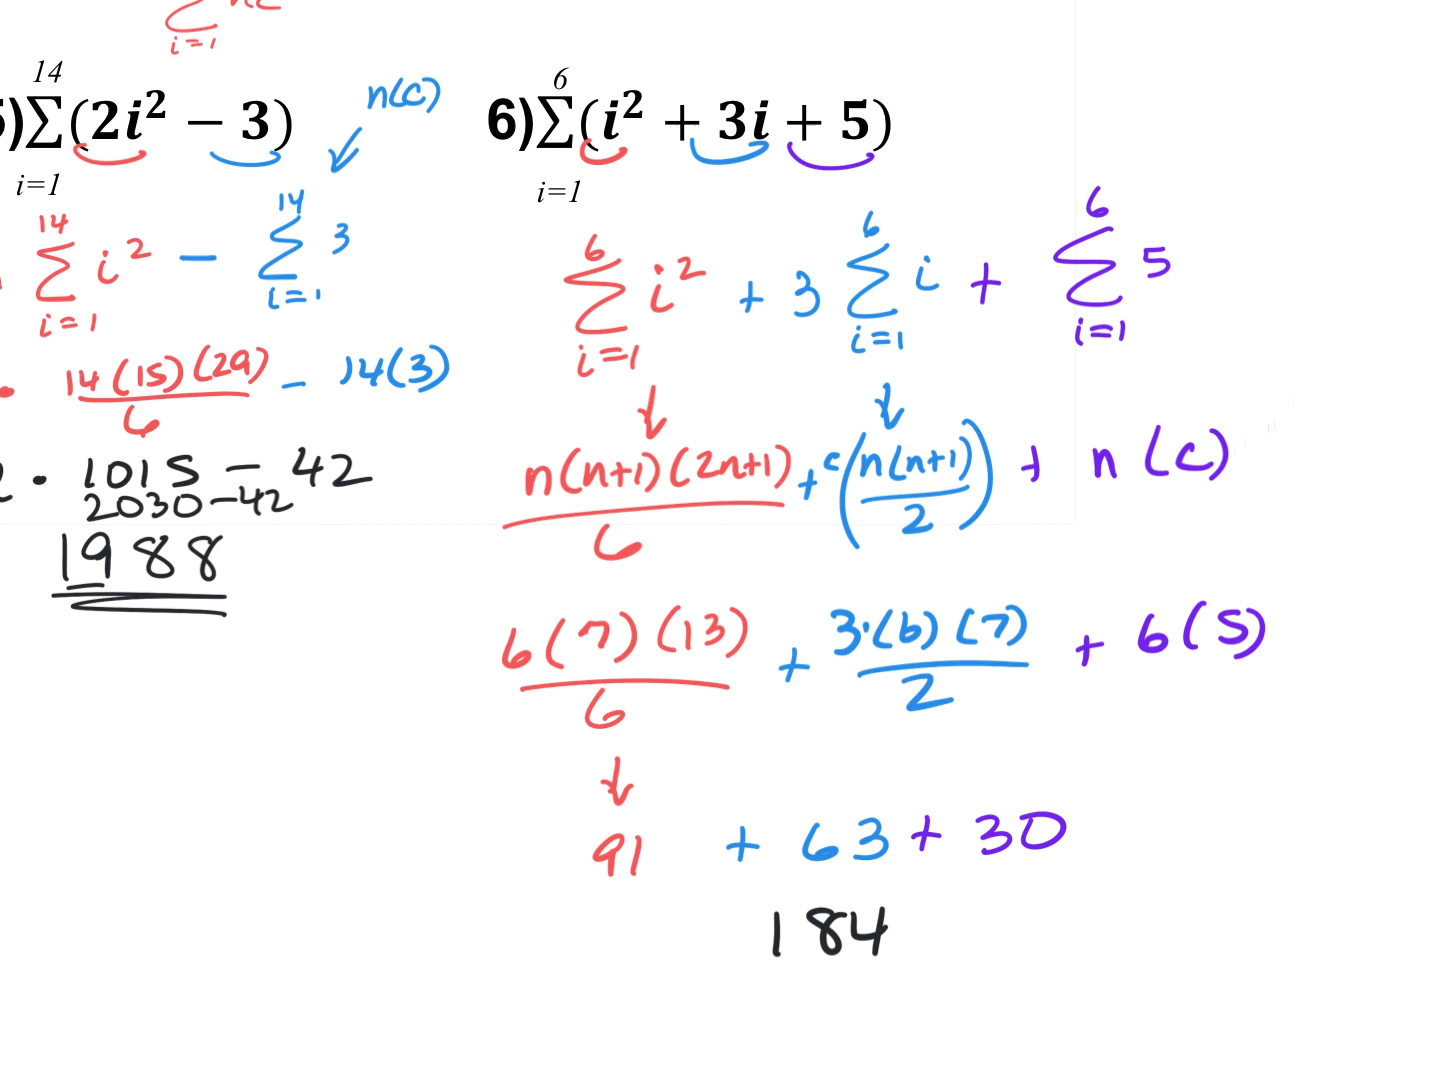 i=1
14
5)∑(2i² − 3)
i=1
n(c)
14 14
∑ i² − ∑ 3
i=1 i=1
14(15)(29) − 14(3)
6
2 · 1015 − 42
2030 − 42
1988
6
6)∑(i² + 3i + 5)
i=1
6 6 6
∑ i² + 3 ∑ i + ∑ 5
i=1 i=1 i=1
n(n+1)(2n+1) + c(n(n+1)) + n(c)
6 2
6(7)(13) + 3·(6)(7) + 6(5)
6 2
91 + 63 + 30
184